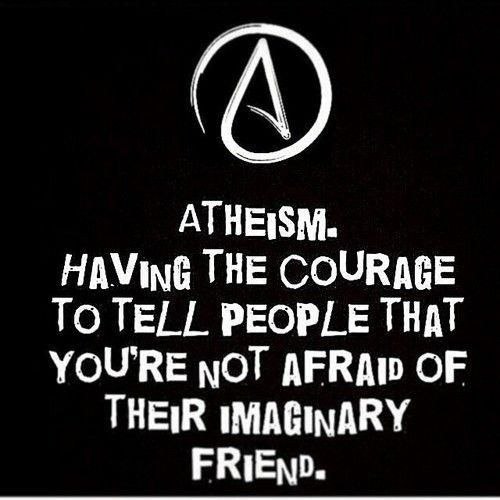 ATHEISM.
HAVING THE COURAGE
TO TELL PEOPLE THAT
YOU'RE NOT AFRAID OF
THEIR IMAGINARY
FRIEND.